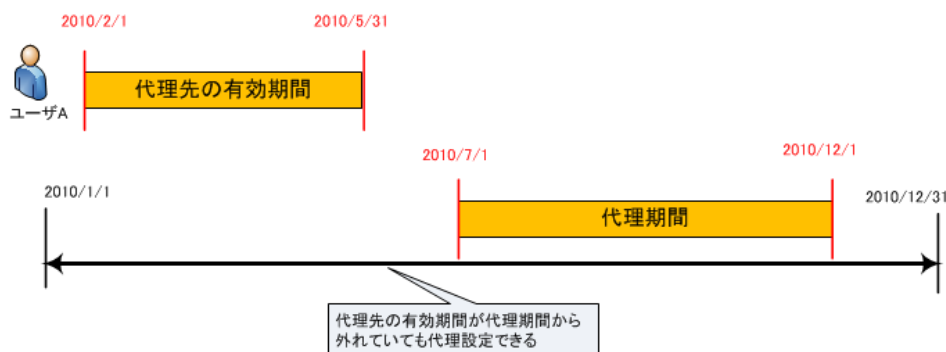 2010/2/1
2010/5/31
代理先の有効期間
ユーザA
2010/7/1
2010/12/1
2010/1/1
2010/12/31
代理期間
代理先の有効期間が代理期間から
外れていても代理設定できる